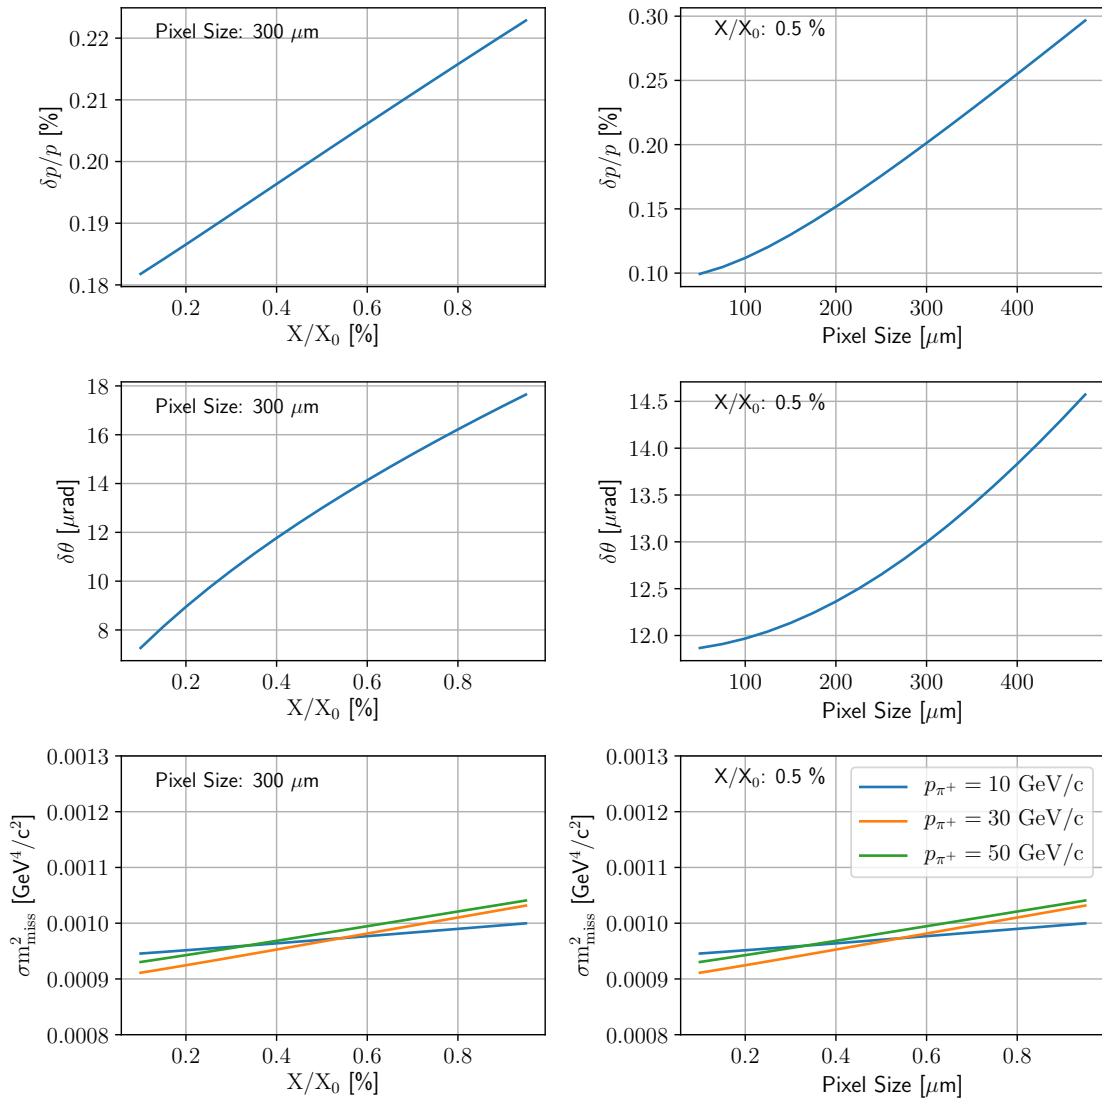 Pixel Size: 300 μm
δp/p [%]
0.22
0.21
0.20
0.19
0.18
0.2 0.4 0.6 0.8
X/X₀ [%]
X/X₀: 0.5 %
δp/p [%]
0.30
0.25
0.20
0.15
0.10
100 200 300 400
Pixel Size [μm]
Pixel Size: 300 μm
δθ [μrad]
18
16
14
12
10
8
0.2 0.4 0.6 0.8
X/X₀ [%]
X/X₀: 0.5 %
δθ [μrad]
14.5
14.0
13.5
13.0
12.5
12.0
100 200 300 400
Pixel Size [μm]
Pixel Size: 300 μm
σm²_miss [GeV⁴/c²]
0.0013
0.0012
0.0011
0.0010
0.0009
0.0008
0.2 0.4 0.6 0.8
X/X₀ [%]
X/X₀: 0.5 %
p_π⁺ = 10 GeV/c
p_π⁺ = 30 GeV/c
p_π⁺ = 50 GeV/c
σm²_miss [GeV⁴/c²]
0.0013
0.0012
0.0011
0.0010
0.0009
0.0008
0.2 0.4 0.6 0.8
Pixel Size [μm]